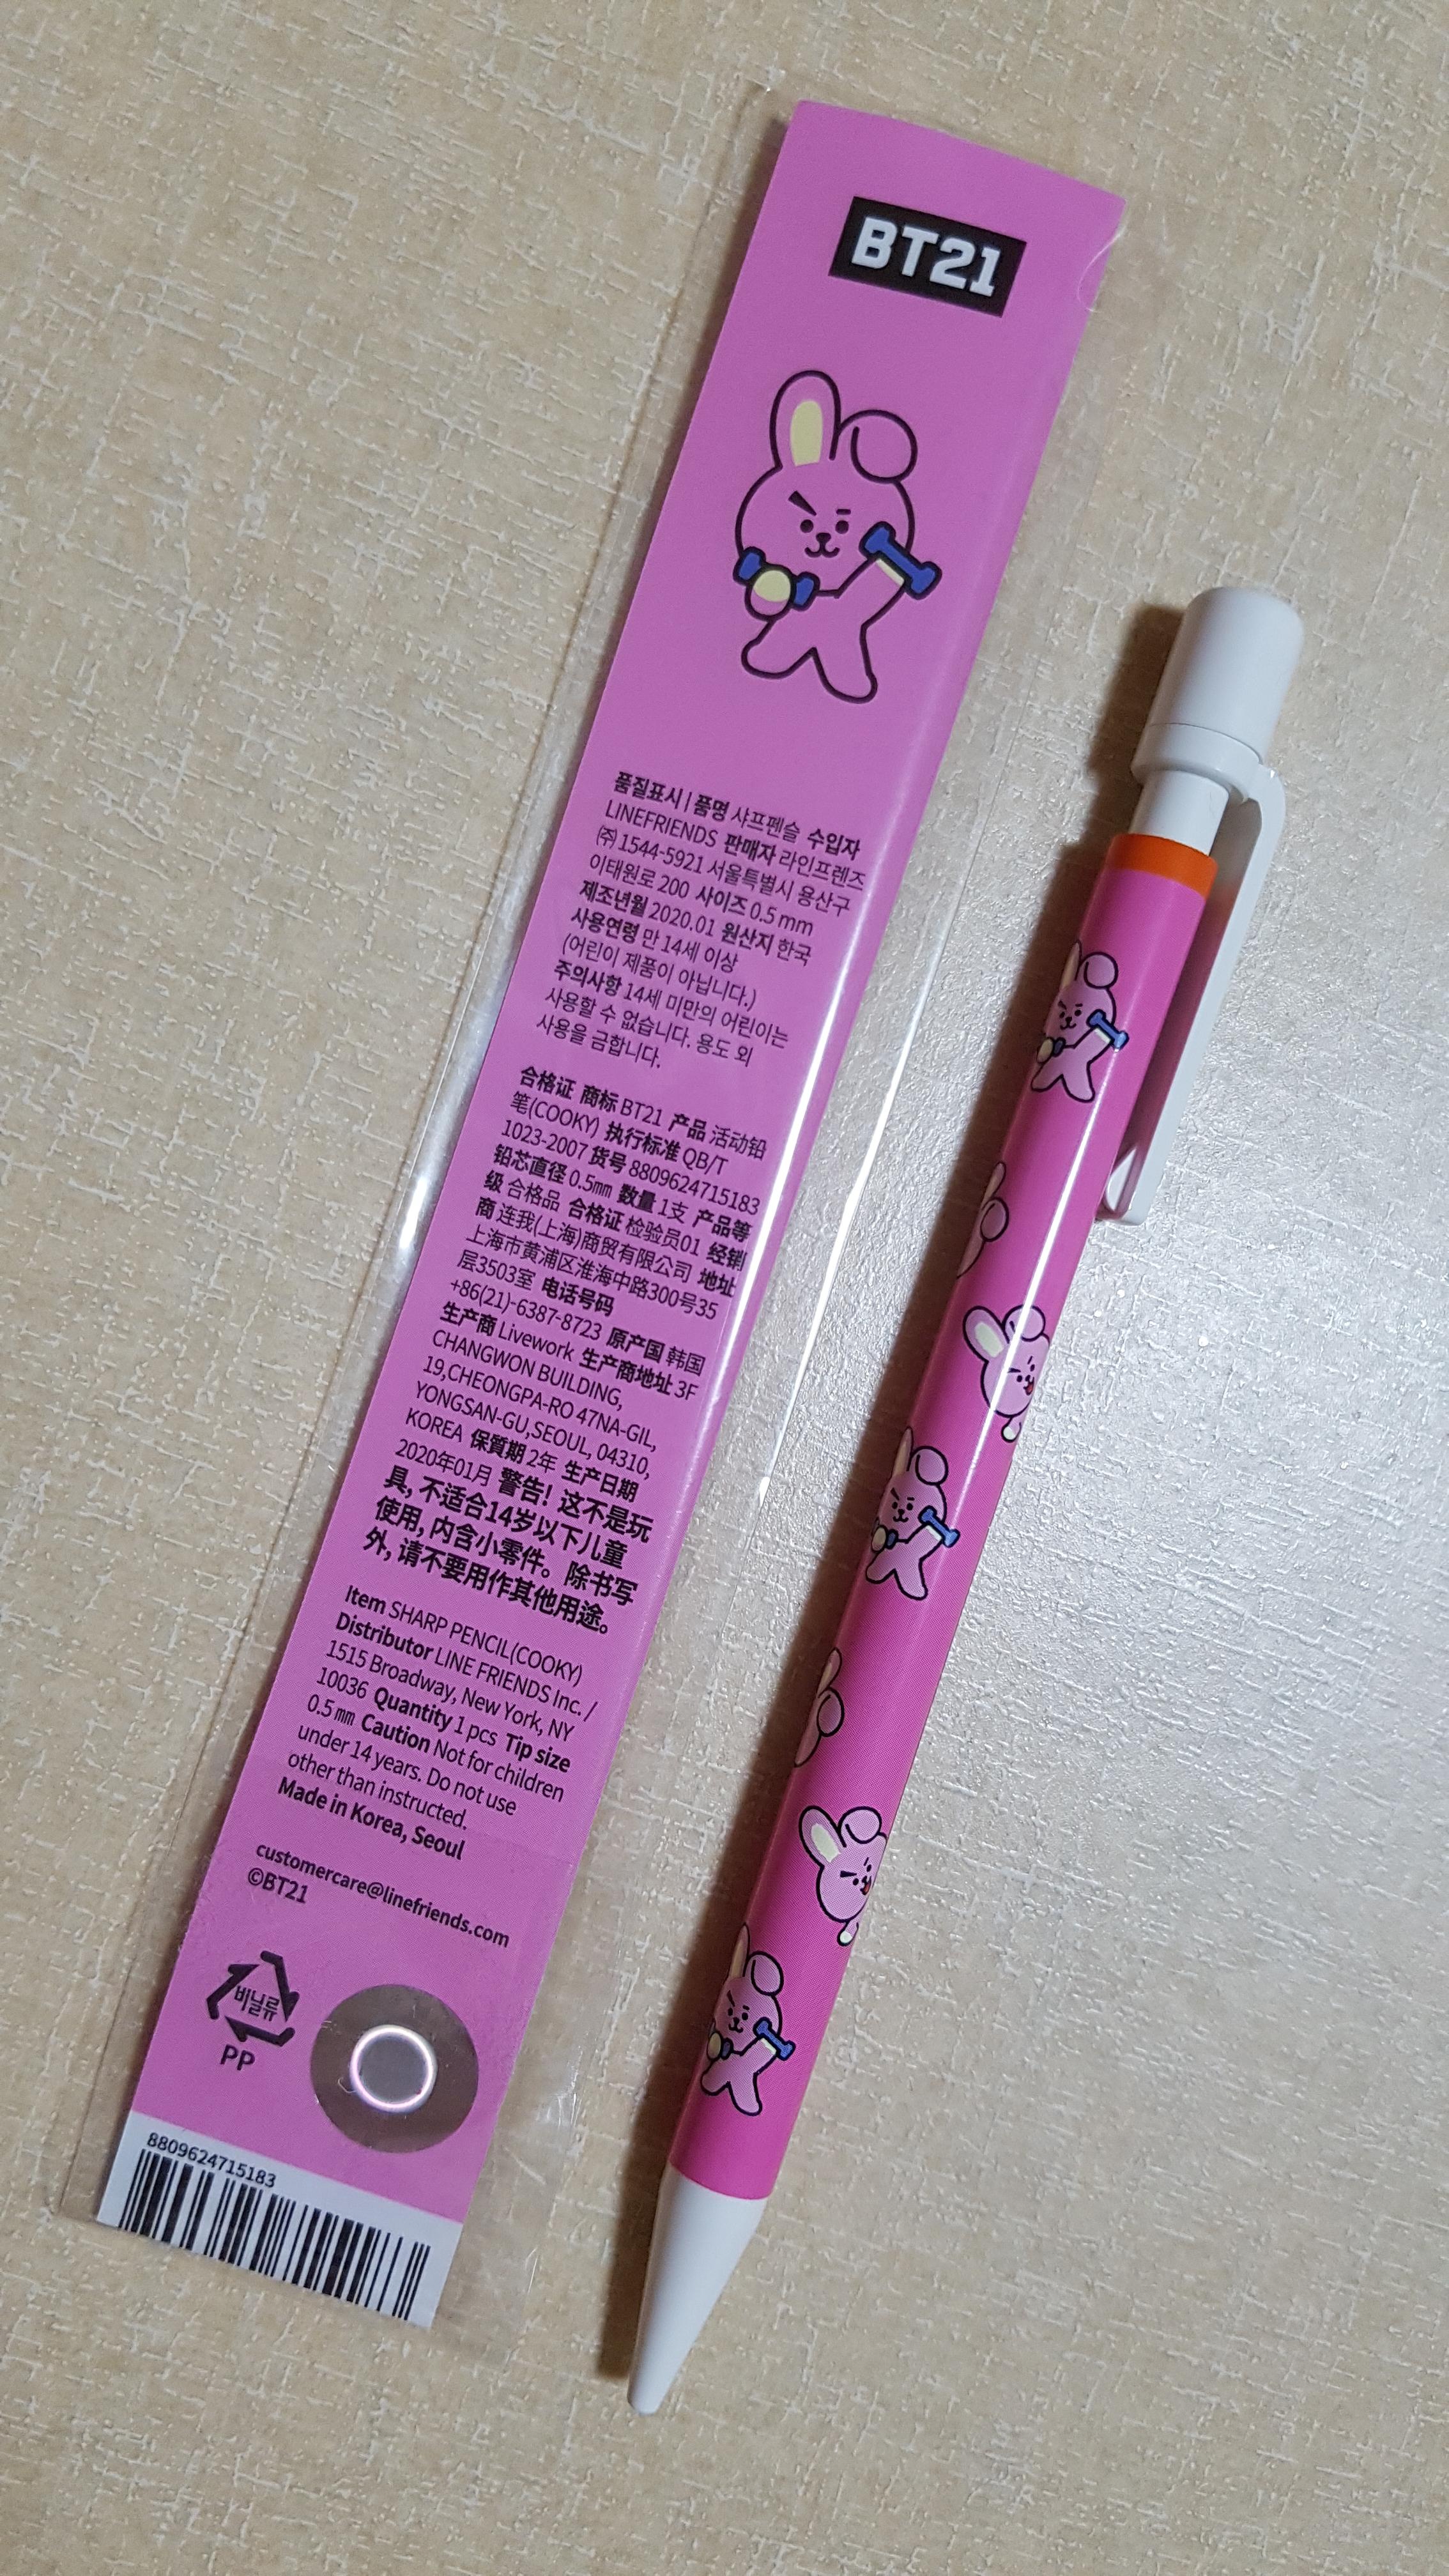 BT21
품질표시 | 품명 샤프펜슬 수입자
LINEFRIENDS 판매자 라인프렌즈
㈜ 1544-5921 서울특별시 용산구
이태원로 200 사이즈 0.5 mm
제조년월 2020.01 원산지 한국
사용연령 만 14세 이상
(어린이 제품이 아닙니다.)
주의사항 14세 미만의 어린이는
사용할 수 없습니다. 용도 외
사용을 금합니다.
合格证 商标 BT21 产品 活动铅
笔(COOKY) 执行标准 QB/T
1023-2007 货号 8809624715183
铅芯直径 0.5㎜ 数量 1支 产品等
级 合格品 合格证 检验员01 经销
商 连我(上海)商贸有限公司 地址
上海市黄浦区淮海中路300号35
层3503室 电话号码
+86(21)-6387-8723 原产国 韩国
生产商 Livework 生产商地址 3F
CHANGWON BUILDING,
19,CHEONGPA-RO 47NA-GIL,
YONGSAN-GU,SEOUL, 04310,
KOREA 保質期 2年 生产日期
2020年01月 警告! 这不是玩
具, 不适合14岁以下儿童
使用, 内含小零件。除书写
外, 请不要用作其他用途。
Item SHARP PENCIL(COOKY)
Distributor LINE FRIENDS Inc. /
1515 Broadway, New York, NY
10036 Quantity 1 pcs Tip size
0.5 ㎜ Caution Not for children
under 14 years. Do not use
other than instructed.
Made in Korea, Seoul
customercare@linefriends.com
©BT21
비닐류
PP
8809624715183